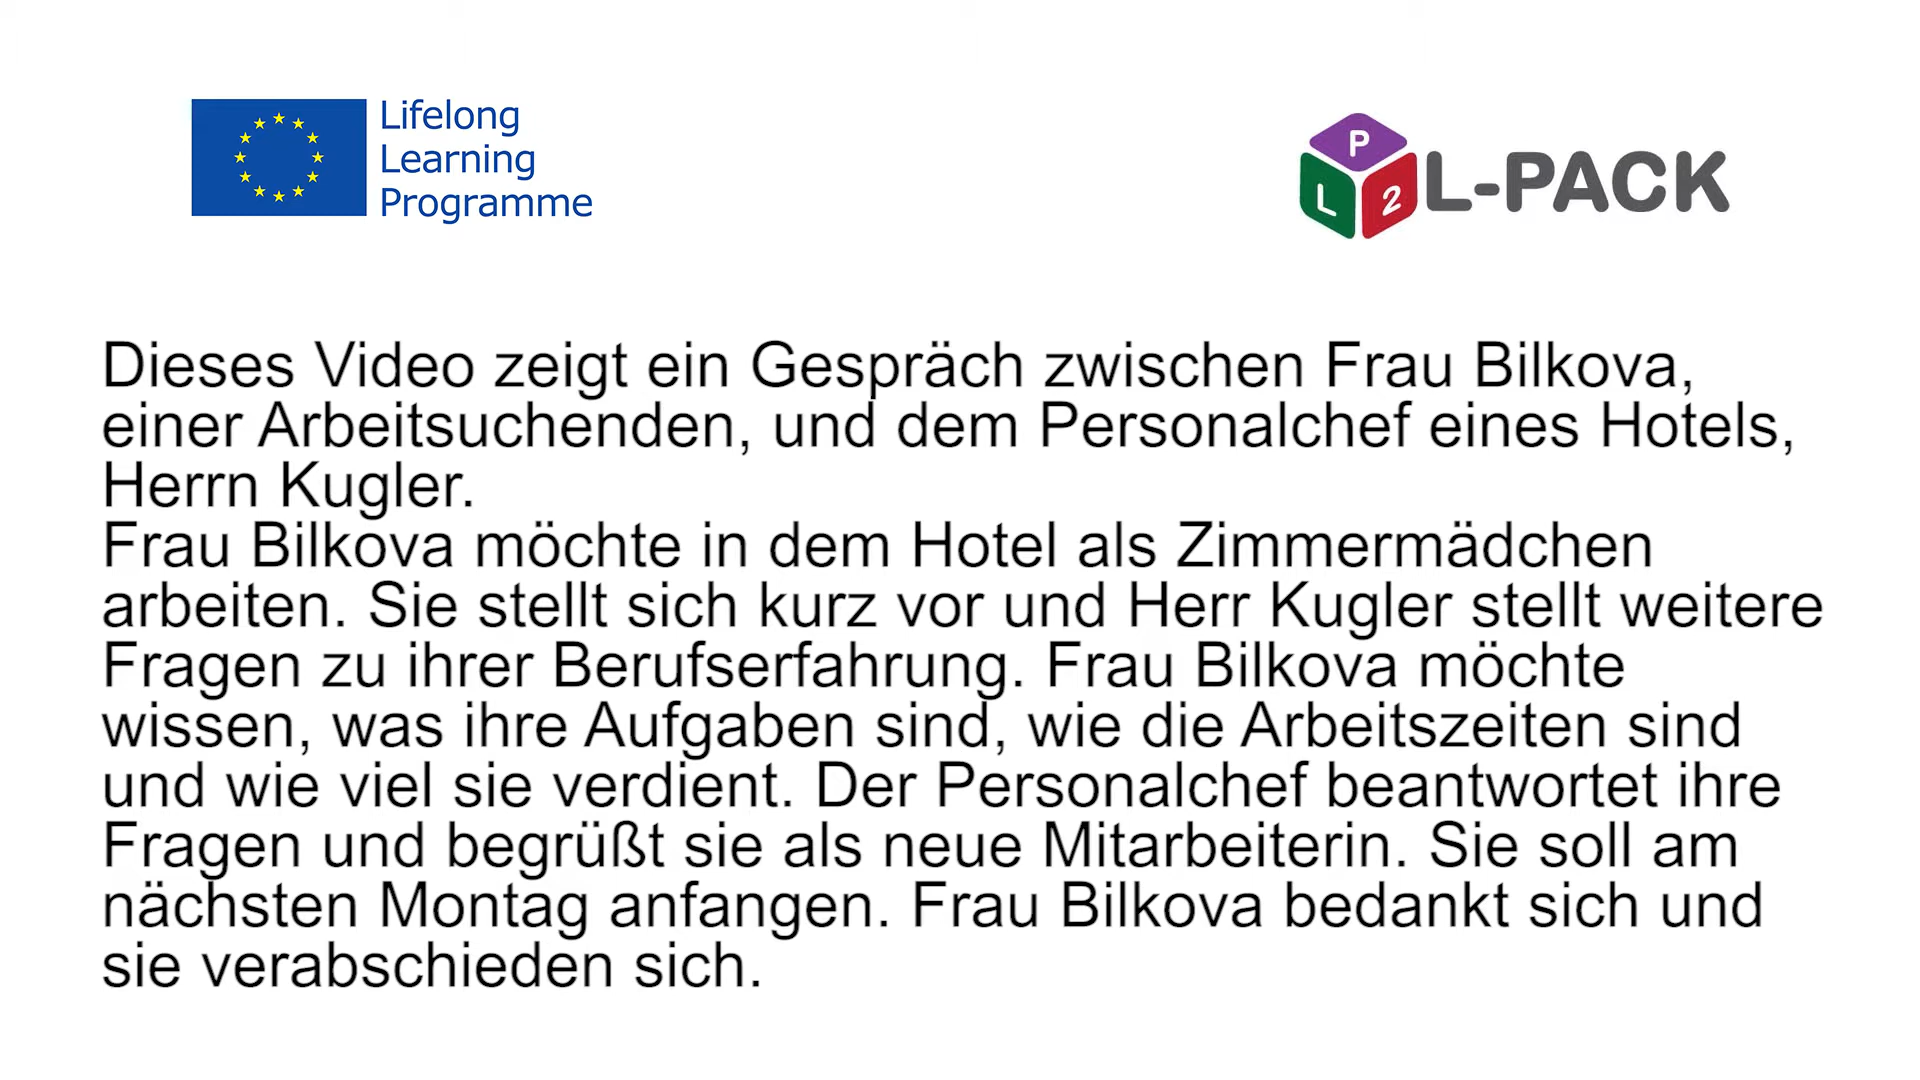 Lifelong
Learning
Programme
P
L
2
L-PACK
Dieses Video zeigt ein Gespräch zwischen Frau Bilkova,
einer Arbeitsuchenden, und dem Personalchef eines Hotels,
Herrn Kugler.
Frau Bilkova möchte in dem Hotel als Zimmermädchen
arbeiten. Sie stellt sich kurz vor und Herr Kugler stellt weitere
Fragen zu ihrer Berufserfahrung. Frau Bilkova möchte
wissen, was ihre Aufgaben sind, wie die Arbeitszeiten sind
und wie viel sie verdient. Der Personalchef beantwortet ihre
Fragen und begrüßt sie als neue Mitarbeiterin. Sie soll am
nächsten Montag anfangen. Frau Bilkova bedankt sich und
sie verabschieden sich.